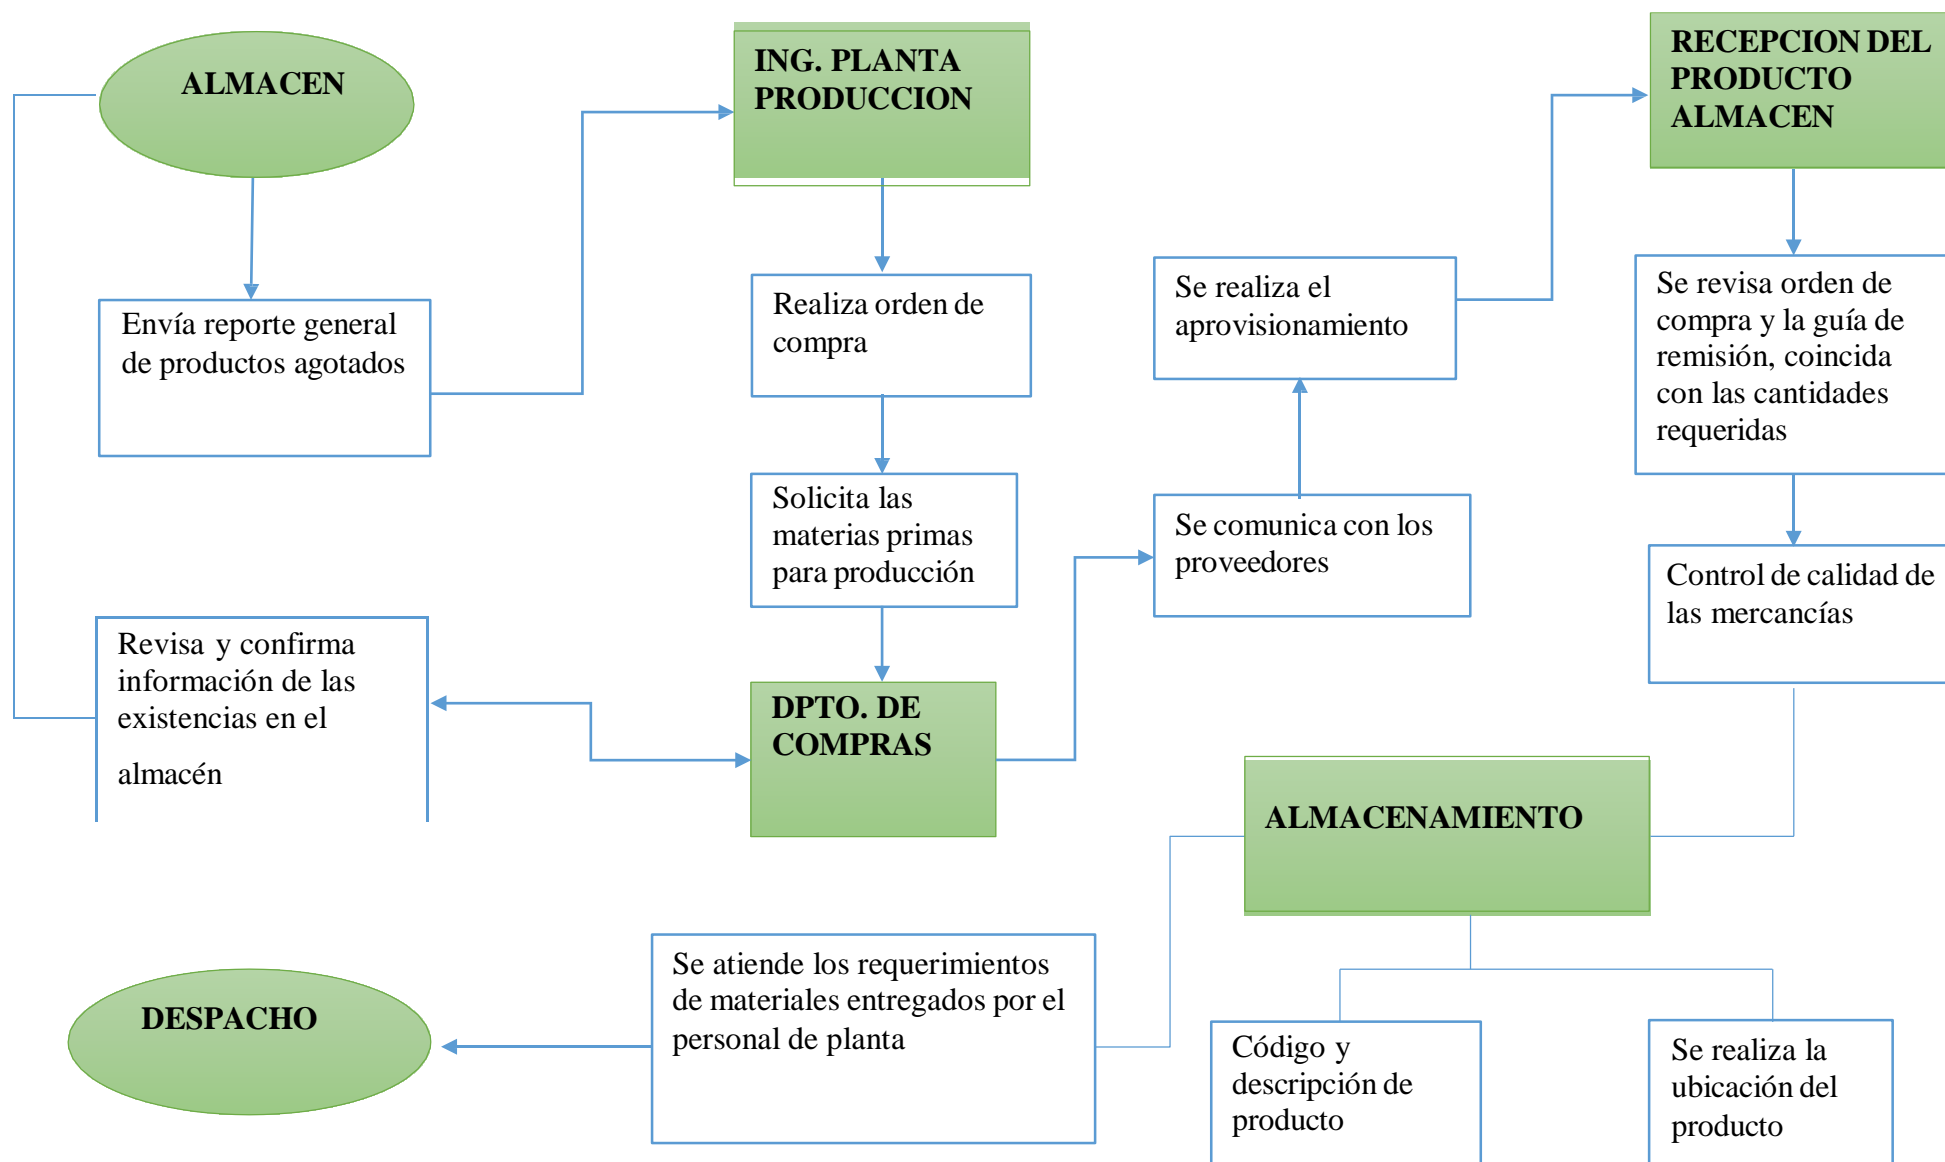 ALMACEN
Envía reporte general
de productos agotados
Revisa y confirma
información de las
existencias en el
almacén
ING. PLANTA
PRODUCCION
Realiza orden de
compra
Solicita las
materias primas
para producción
DPTO. DE
COMPRAS
Se comunica con los
proveedores
Se realiza el
aprovisionamiento
RECEPCION DEL
PRODUCTO
ALMACEN
Se revisa orden de
compra y la guía de
remisión, coincida
con las cantidades
requeridas
Control de calidad de
las mercancías
ALMACENAMIENTO
Código y
descripción de
producto
Se realiza la
ubicación del
producto
Se atiende los requerimientos
de materiales entregados por el
personal de planta
DESPACHO